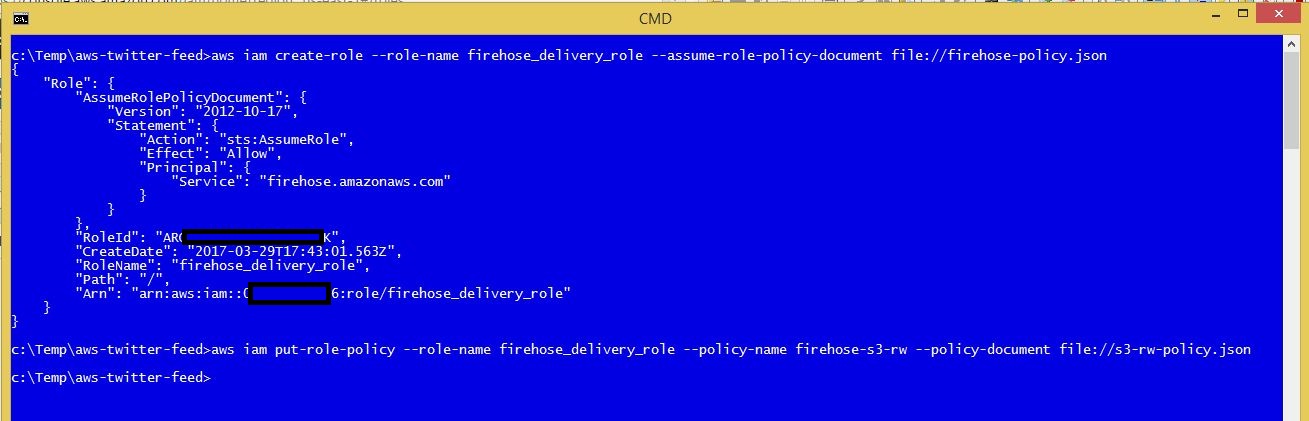 CMD
c:\Temp\aws-twitter-feed>aws iam create-role --role-name firehose_delivery_role --assume-role-policy-document file://firehose-policy.json
{
"Role": {
"AssumeRolePolicyDocument": {
"Version": "2012-10-17",
"Statement": {
"Action": "sts:AssumeRole",
"Effect": "Allow",
"Principal": {
"Service": "firehose.amazonaws.com"
}
}
},
"RoleId": "ARO K",
"CreateDate": "2017-03-29T17:43:01.563Z",
"RoleName": "firehose_delivery_role",
"Path": "/",
"Arn": "arn:aws:iam::0 6:role/firehose_delivery_role"
}
}
c:\Temp\aws-twitter-feed>aws iam put-role-policy --role-name firehose_delivery_role --policy-name firehose-s3-rw --policy-document file://s3-rw-policy.json
c:\Temp\aws-twitter-feed>